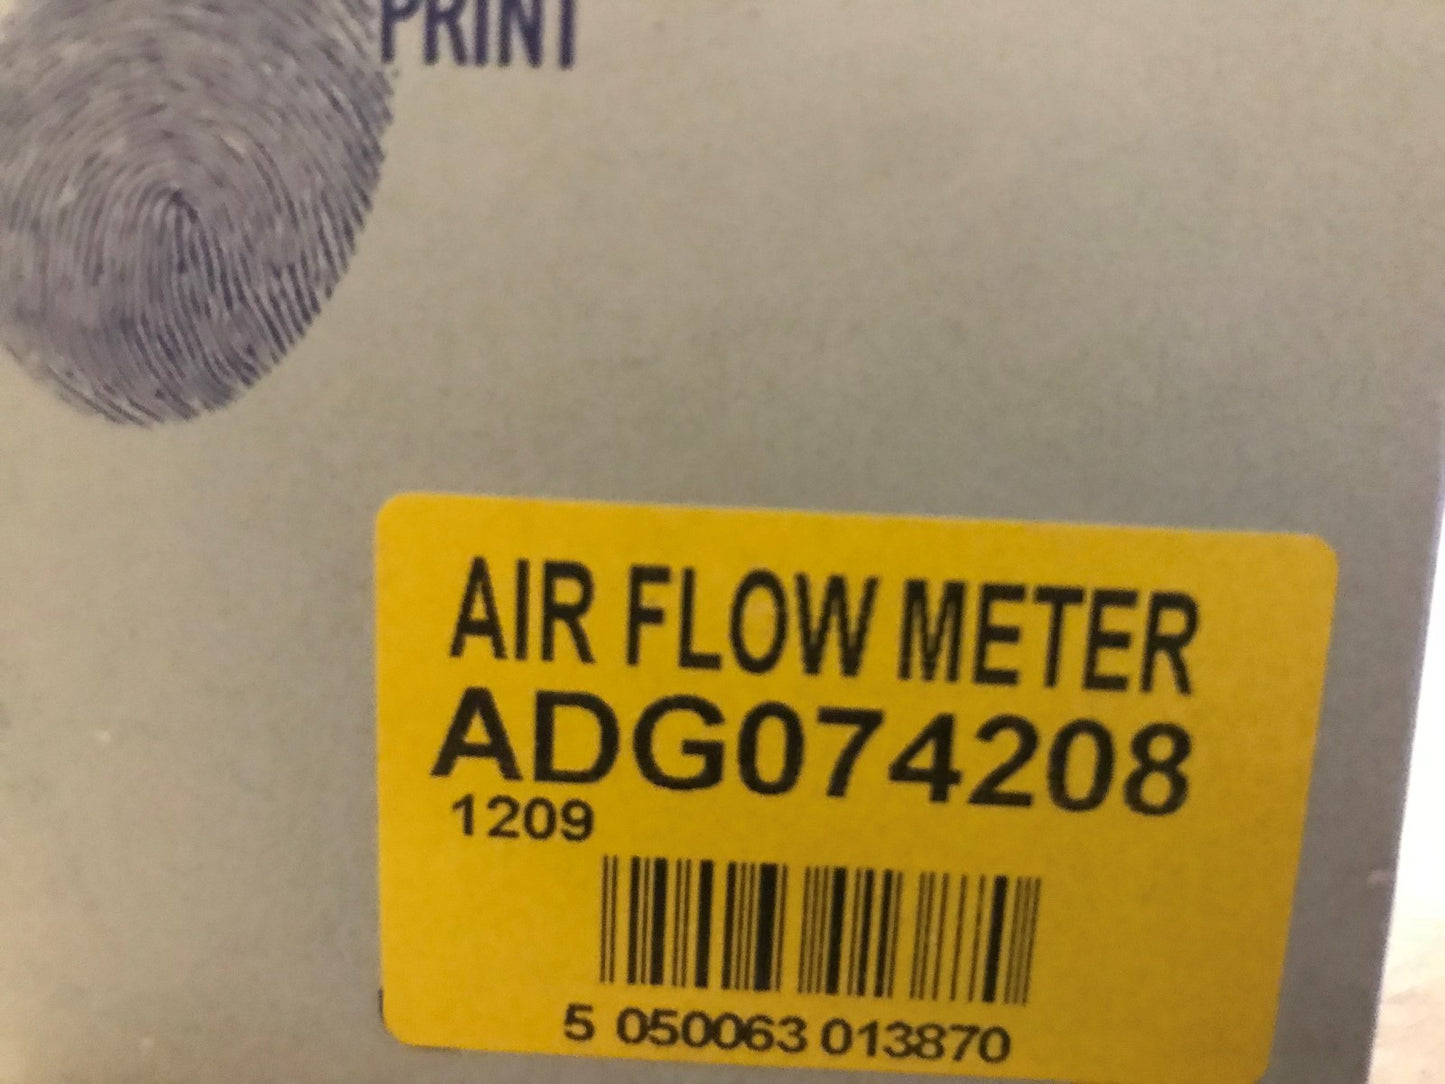 PRINT
AIR FLOW METER
ADG074208
1209
5 050063 013870